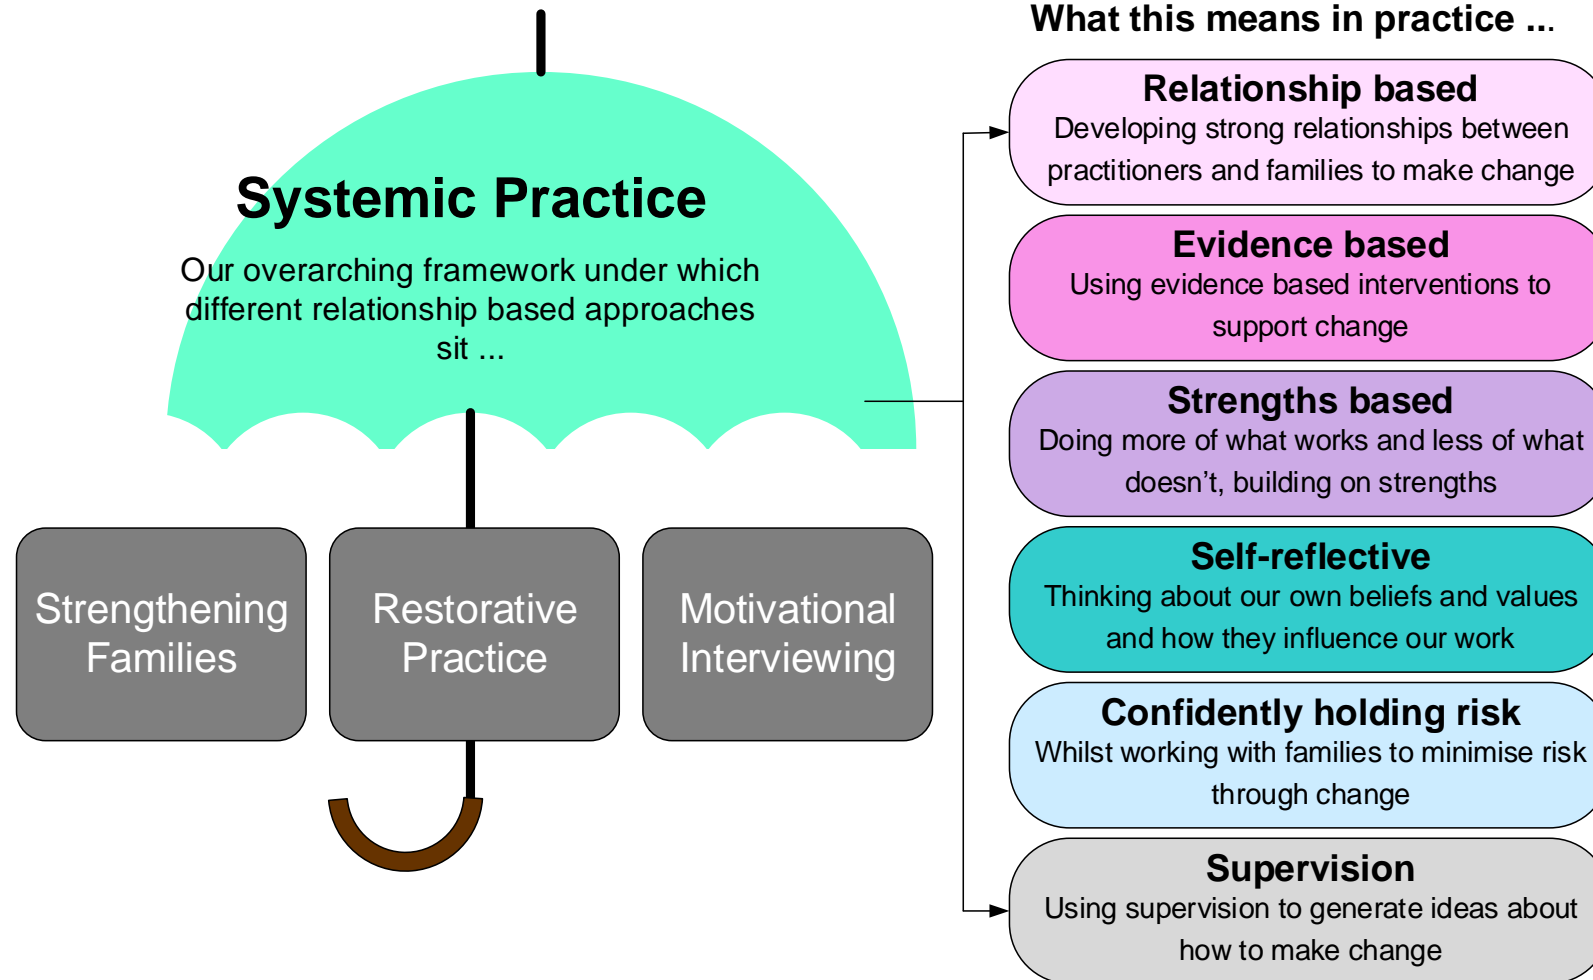 What this means in practice ...
Systemic Practice
Our overarching framework under which
different relationship based approaches
sit ...
Strengthening
Families
Restorative
Practice
Motivational
Interviewing
Relationship based
Developing strong relationships between
practitioners and families to make change
Evidence based
Using evidence based interventions to
support change
Strengths based
Doing more of what works and less of what
doesn’t, building on strengths
Self-reflective
Thinking about our own beliefs and values
and how they influence our work
Confidently holding risk
Whilst working with families to minimise risk
through change
Supervision
Using supervision to generate ideas about
how to make change